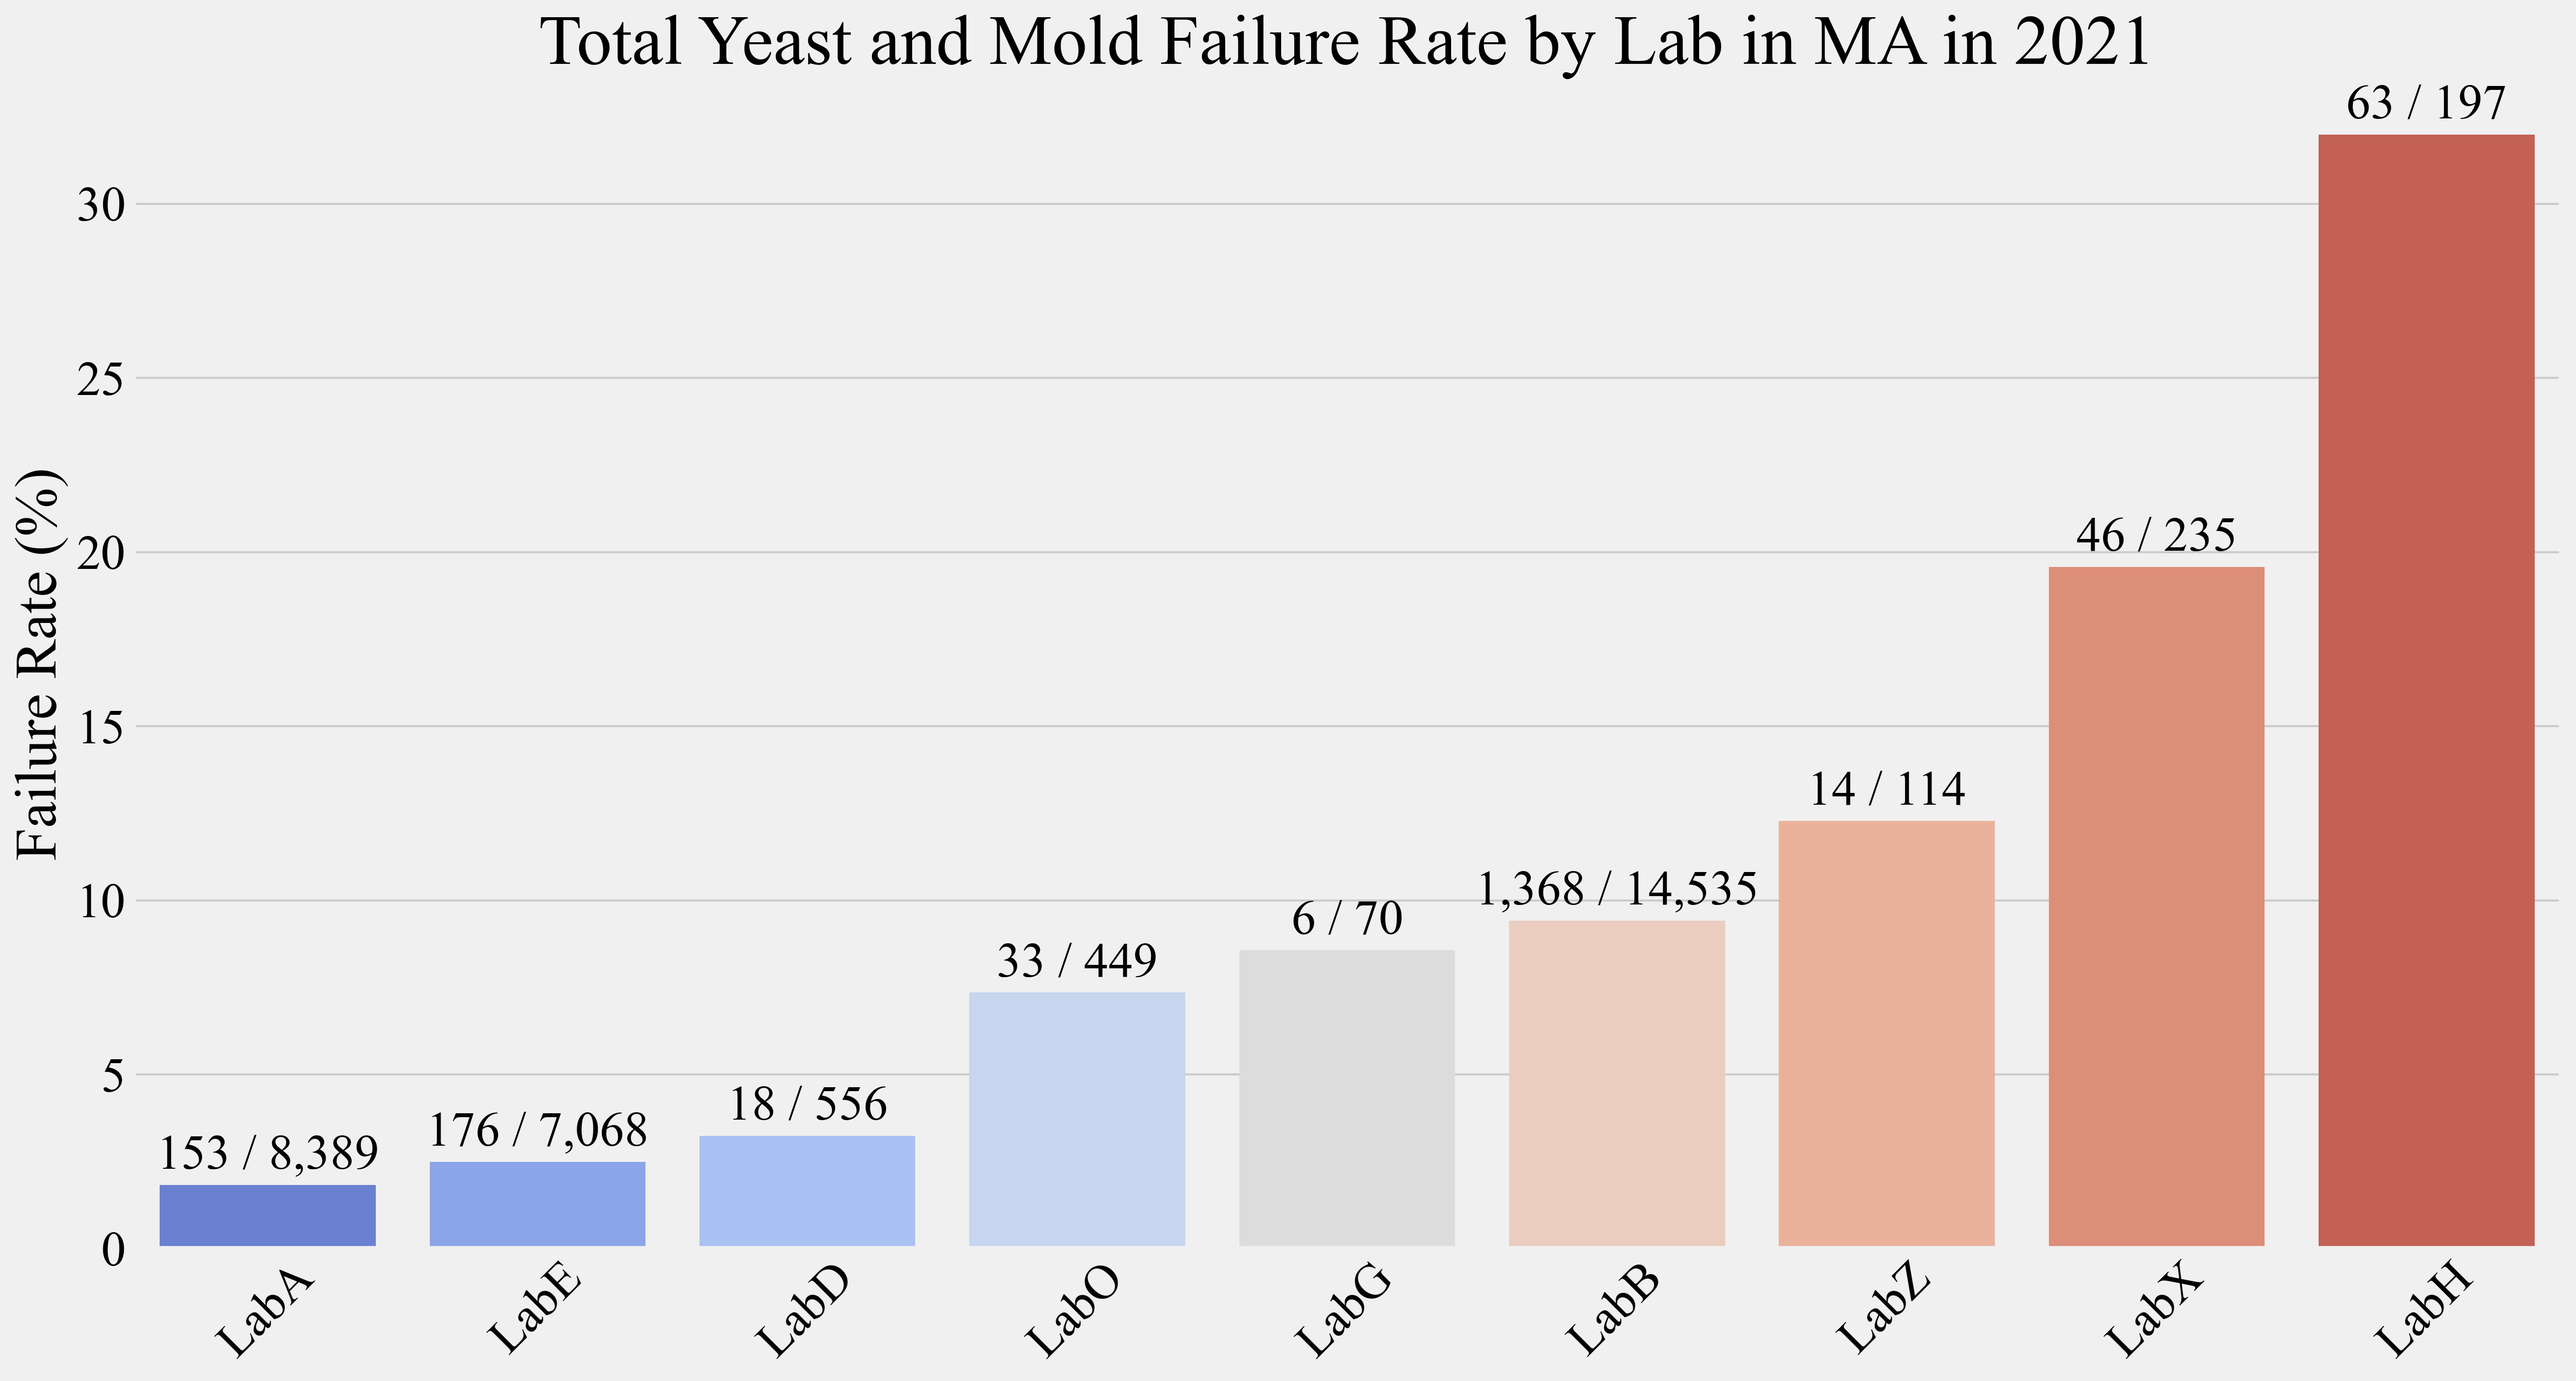 Total Yeast and Mold Failure Rate by Lab in MA in 2021
Failure Rate (%)
30
25
20
15
10
5
0
153 / 8,389
176 / 7,068
18 / 556
33 / 449
6 / 70
1,368 / 14,535
14 / 114
46 / 235
63 / 197
LabA
LabE
LabD
LabO
LabG
LabB
LabZ
LabX
LabH